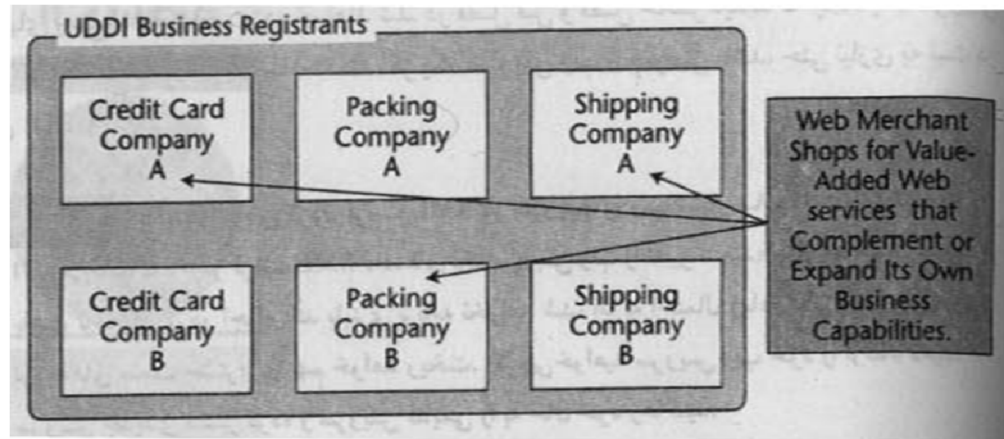 UDDI Business Registrants
Credit Card
Company
A
Packing
Company
A
Shipping
Company
A
Credit Card
Company
B
Packing
Company
B
Shipping
Company
B
Web Merchant
Shops for Value-
Added Web
services that
Complement or
Expand Its Own
Business
Capabilities.